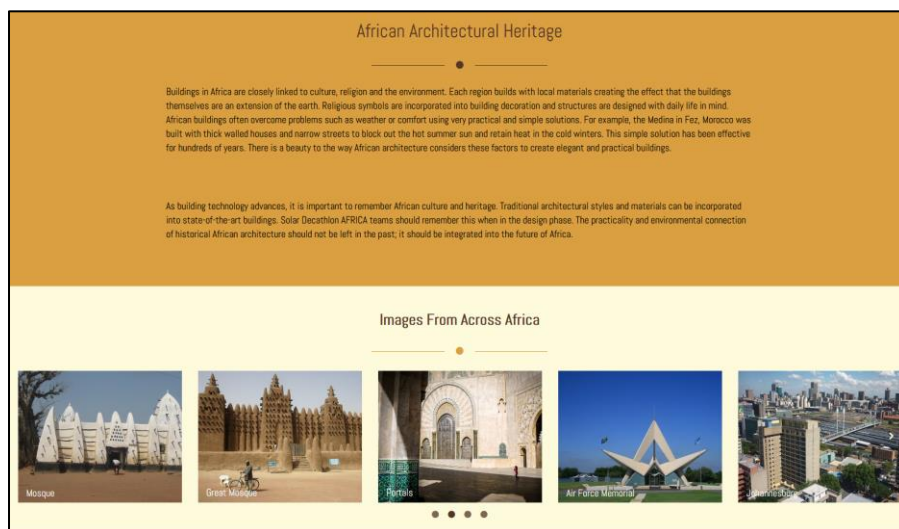 African Architectural Heritage
Buildings in Africa are closely linked to culture, religion and the environment. Each region builds with local materials creating the effect that the buildings
themselves are an extension of the earth. Religious symbols are incorporated into building decoration and structures are designed with daily life in mind.
African buildings often overcome problems such as weather or comfort using very practical and simple solutions. For example, the Medina in Fez, Morocco was
built with thick walled houses and narrow streets to block out the hot summer sun and retain heat in the cold winters. This simple solution has been effective
for hundreds of years. There is a beauty to the way African architecture considers these factors to create elegant and practical buildings.
As building technology advances, it is important to remember African culture and heritage. Traditional architectural styles and materials can be incorporated
into state-of-the-art buildings. Solar Decathlon AFRICA teams should remember this when in the design phase. The practicality and environmental connection
of historical African architecture should not be left in the past; it should be integrated into the future of Africa.
Images From Across Africa
Mosque
Great Mosque
Portals
Air Force Memorial
Johannesburg